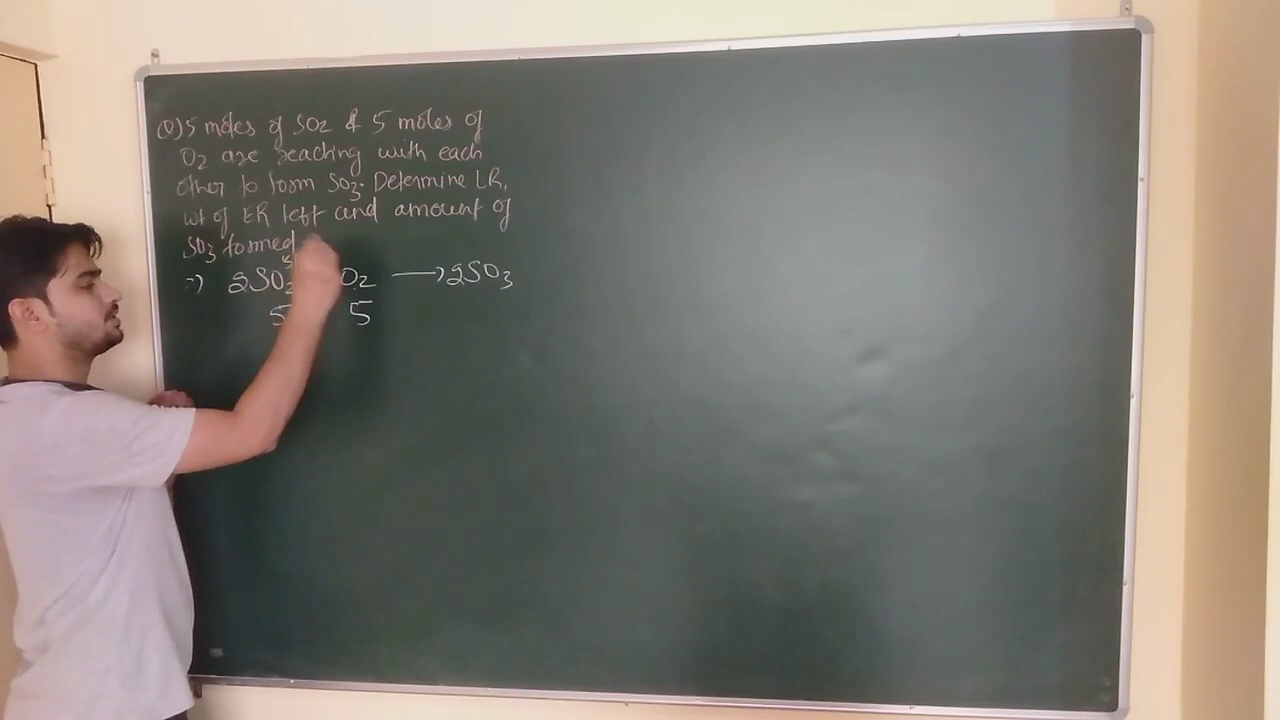 Q) 5 moles of SO2 & 5 moles of
O2 are reacting with each
other to form SO3. Determine LR,
wt of ER left and amount of
SO3 formed
=) 2SO2 O2 ⟶ 2SO3
5 5